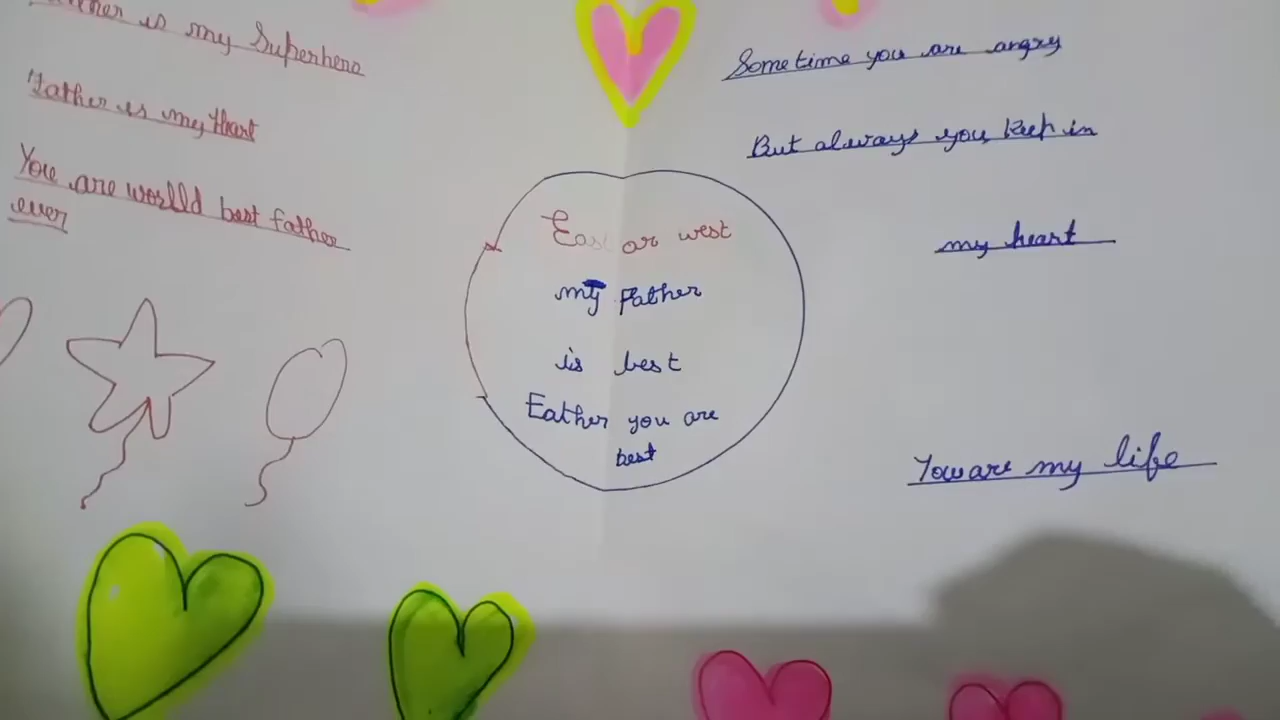 Father is my Superhero
Father is my Heart
You are worlld best father
ever
East or west
my Father
is best
Eather you are
best
Sometime you are angry
But always you keep in
my heart
You are my life